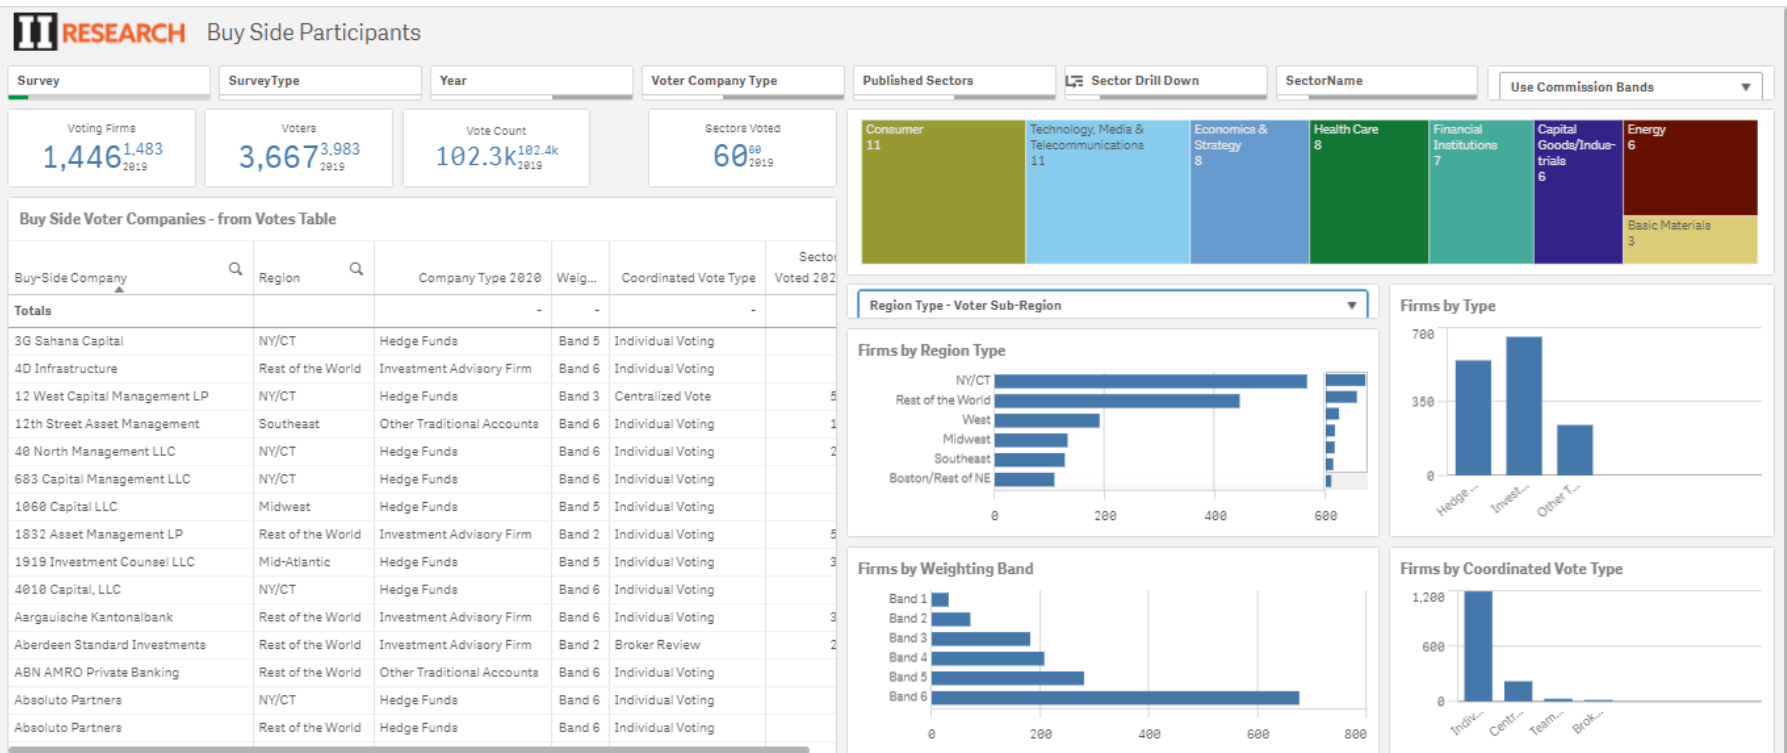 II RESEARCH Buy Side Participants
Survey SurveyType Year Voter Company Type Published Sectors Sector Drill Down SectorName Use Commission Bands
Voting Firms
1,446 1,483
2019
Voters
3,667 3,983
2019
Vote Count
102.3k 102.4k
2019
Sectors Voted
60 60
2019
Consumer
11
Technology, Media &
Telecommunications
11
Economics &
Strategy
8
Health Care
8
Financial
Institutions
7
Capital
Goods/Indus-
trials
6
Energy
6
Basic Materials
3
Buy Side Voter Companies - from Votes Table
Buy-Side Company Region Company Type 2020 Weig... Coordinated Vote Type Sector
Voted 202
Totals - - -
3G Sahana Capital NY/CT Hedge Funds Band 5 Individual Voting
4D Infrastructure Rest of the World Investment Advisory Firm Band 6 Individual Voting
12 West Capital Management LP NY/CT Hedge Funds Band 3 Centralized Vote 5
12th Street Asset Management Southeast Other Traditional Accounts Band 6 Individual Voting 1
40 North Management LLC NY/CT Hedge Funds Band 6 Individual Voting 2
683 Capital Management LLC NY/CT Hedge Funds Band 6 Individual Voting
1060 Capital LLC Midwest Hedge Funds Band 5 Individual Voting
1832 Asset Management LP Rest of the World Investment Advisory Firm Band 2 Individual Voting 5
1919 Investment Counsel LLC Mid-Atlantic Hedge Funds Band 5 Individual Voting 3
4010 Capital, LLC NY/CT Hedge Funds Band 6 Individual Voting
Aargauische Kantonalbank Rest of the World Investment Advisory Firm Band 6 Individual Voting 3
Aberdeen Standard Investments Rest of the World Investment Advisory Firm Band 2 Broker Review 2
ABN AMRO Private Banking Rest of the World Other Traditional Accounts Band 6 Individual Voting
Absoluto Partners NY/CT Hedge Funds Band 6 Individual Voting
Absoluto Partners Rest of the World Hedge Funds Band 6 Individual Voting
Region Type - Voter Sub-Region
Firms by Region Type
NY/CT
Rest of the World
West
Midwest
Southeast
Boston/Rest of NE
0 200 400 600
Firms by Type
700
350
0
Hedge ... Invest... Other T...
Firms by Weighting Band
Band 1
Band 2
Band 3
Band 4
Band 5
Band 6
0 200 400 600 800
Firms by Coordinated Vote Type
1,200
600
0
Indiv... Centr... Team... Brok...